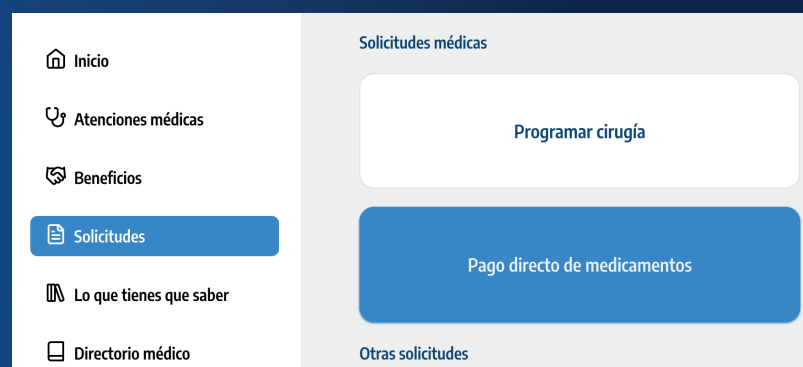 Inicio
Atenciones médicas
Beneficios
Solicitudes
Lo que tienes que saber
Directorio médico
Solicitudes médicas
Programar cirugía
Pago directo de medicamentos
Otras solicitudes